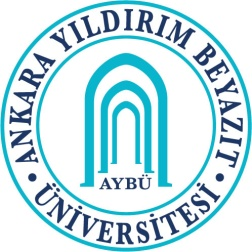 ANKARA YILDIRIM BEYAZIT
ÜNİVERSİTESİ
AYBÜ